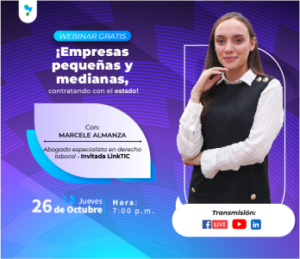 WEBINAR GRATIS
¡Empresas
pequeñas y
medianas,
contratando con el estado!
Con:
MARCELE ALMANZA
Abogada especialista en derecho
laboral - Invitada LinkTIC
26 Jueves
de Octubre
Hora:
7:00 p.m.
Transmisión:
LIVE